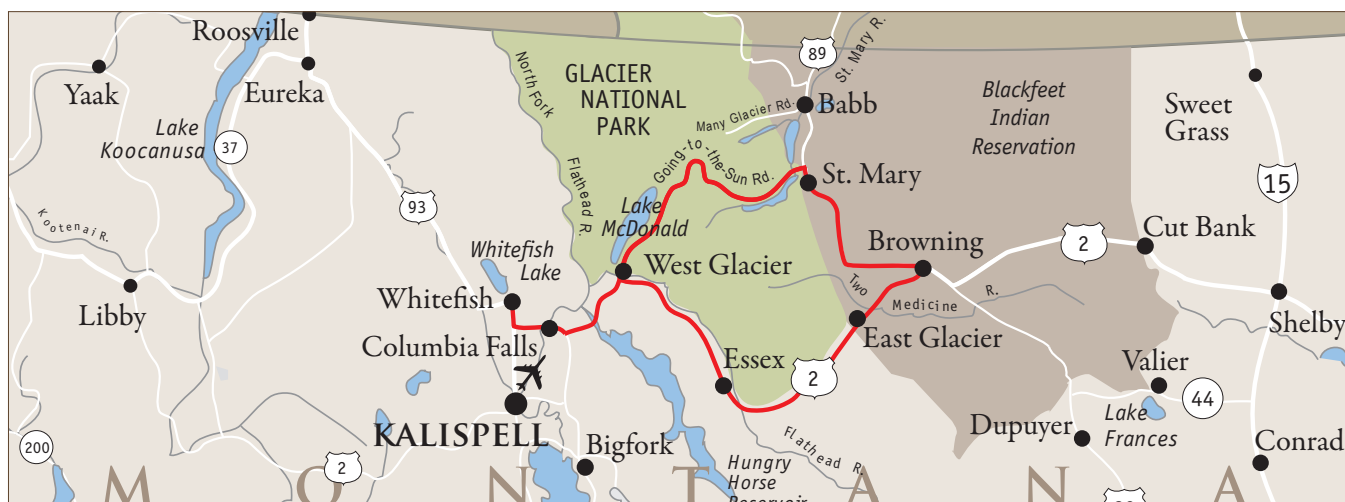 Roosville
Yaak
Eureka
Lake
Koocanusa
37
93
Kootenai R.
Libby
200
2
North Fork
Flathead R.
GLACIER
NATIONAL
PARK
Many Glacier Rd.
Going-to-the-Sun Rd.
Lake
McDonald
West Glacier
Whitefish
Lake
Whitefish
Columbia Falls
KALISPELL
Bigfork
Essex
2
Flathead R.
Hungry
Horse
Reservoir
89
St. Mary R.
Babb
St. Mary
Blackfeet
Indian
Reservation
Browning
Two
Medicine R.
East Glacier
2
Cut Bank
Sweet
Grass
15
Shelby
Valier
44
Lake
Frances
Dupuyer
Conrad
MONTANA